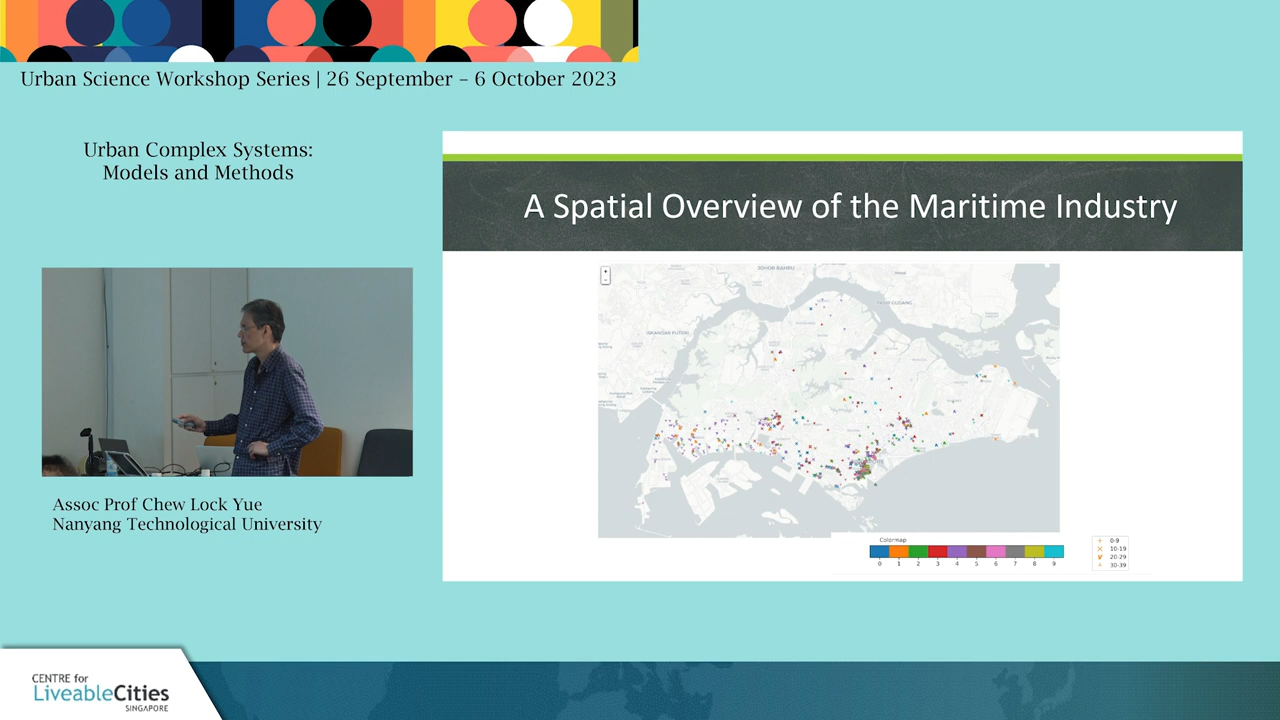 Urban Science Workshop Series | 26 September – 6 October 2023
Urban Complex Systems:
Models and Methods
A Spatial Overview of the Maritime Industry
+
-
JOHOR BAHRU
ISKANDAR PUTERI
Colormap
0 1 2 3 4 5 6 7 8 9
0-9
10-19
20-29
30-39
Assoc Prof Chew Lock Yue
Nanyang Technological University
CENTRE for
LiveableCities
SINGAPORE